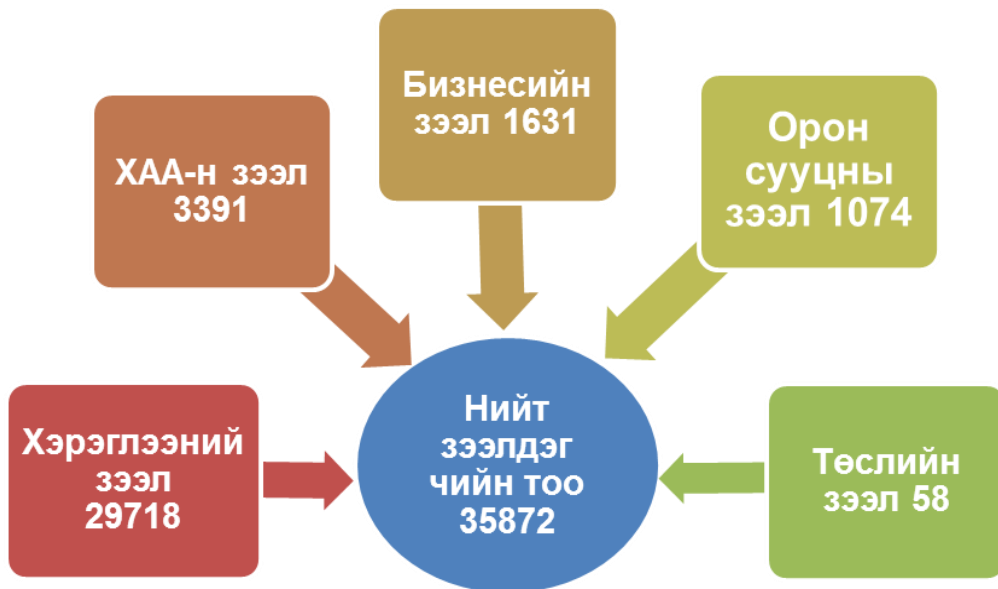 Бизнесийн
зээл 1631
ХАА-н зээл
3391
Орон
сууцны
зээл 1074
Хэрэглээний
зээл
29718
Нийт
зээлдэг
чийн тоо
35872
Төслийн
зээл 58